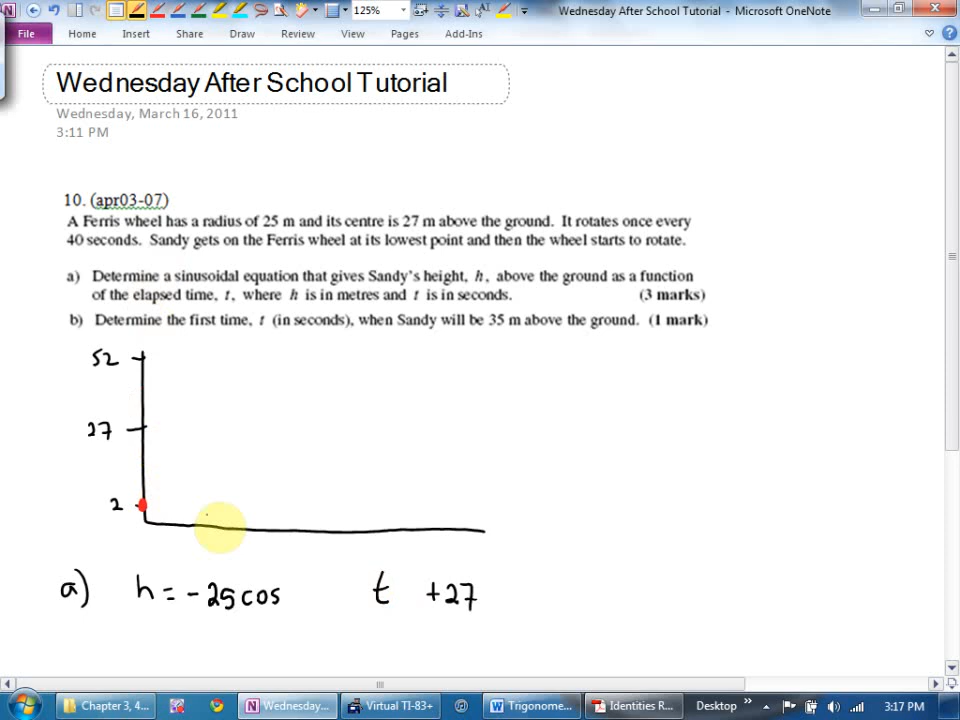 125%
Wednesday After School Tutorial - Microsoft OneNote
File Home Insert Share Draw Review View Pages Add-Ins
Wednesday After School Tutorial
Wednesday, March 16, 2011
3:11 PM
10. (apr03-07)
A Ferris wheel has a radius of 25 m and its centre is 27 m above the ground. It rotates once every
40 seconds. Sandy gets on the Ferris wheel at its lowest point and then the wheel starts to rotate.
a) Determine a sinusoidal equation that gives Sandy's height, h, above the ground as a function
of the elapsed time, t, where h is in metres and t is in seconds. (3 marks)
b) Determine the first time, t (in seconds), when Sandy will be 35 m above the ground. (1 mark)
52
27
2
a) h = -25cos t +27
Chapter 3, 4... Wednesday... Virtual TI-83+ Trigonome... Identities R... Desktop 3:17 PM